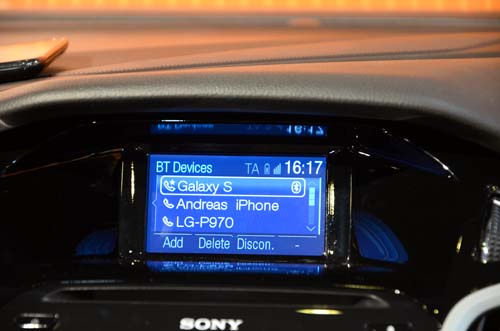 BT Devices TA 16:17
Galaxy S
Andreas iPhone
LG-P970
Add Delete Discon. -
SONY